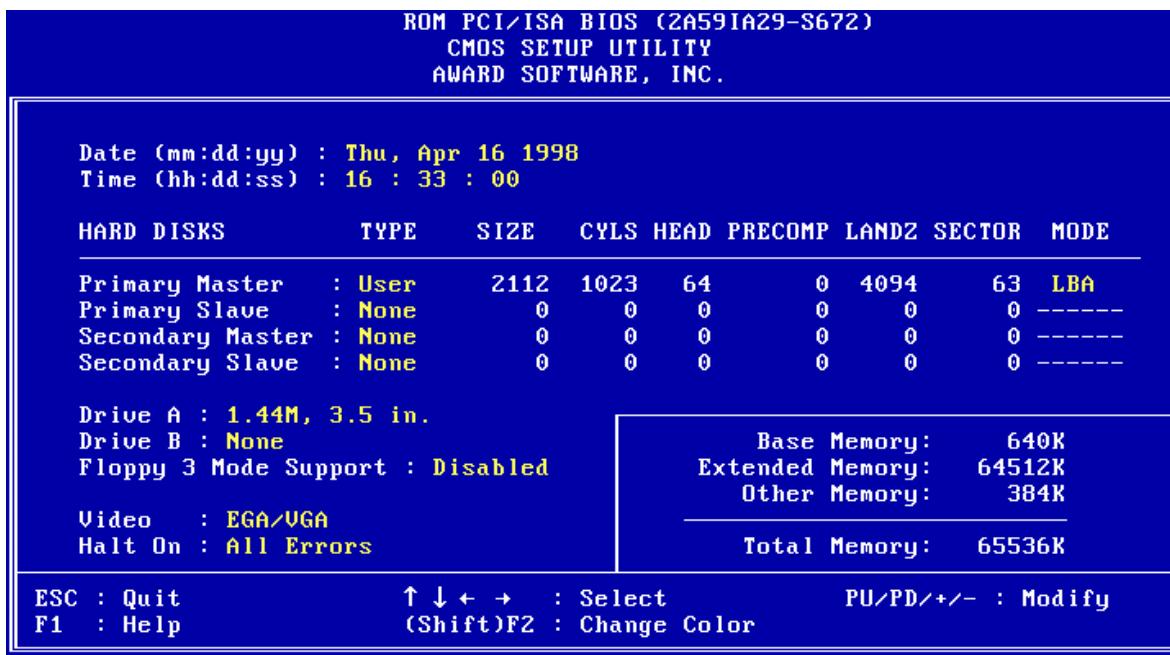 ROM PCI/ISA BIOS (2A59IA29-S672)
CMOS SETUP UTILITY
AWARD SOFTWARE, INC.
Date (mm:dd:yy) : Thu, Apr 16 1998
Time (hh:dd:ss) : 16 : 33 : 00
HARD DISKS TYPE SIZE CYLS HEAD PRECOMP LANDZ SECTOR MODE
Primary Master : User 2112 1023 64 0 4094 63 LBA
Primary Slave : None 0 0 0 0 0 0 ------
Secondary Master : None 0 0 0 0 0 0 ------
Secondary Slave : None 0 0 0 0 0 0 ------
Drive A : 1.44M, 3.5 in.
Drive B : None
Floppy 3 Mode Support : Disabled
Video : EGA/VGA
Halt On : All Errors
Base Memory: 640K
Extended Memory: 64512K
Other Memory: 384K
Total Memory: 65536K
ESC : Quit ↑ ↓ ← → : Select PU/PD/+/- : Modify
F1 : Help (Shift)F2 : Change Color